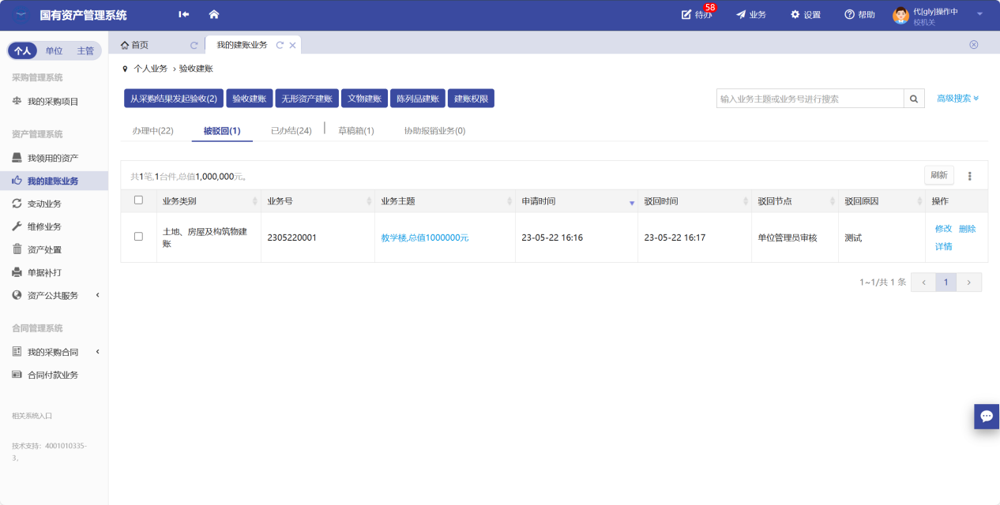 国有资产管理系统
待办
58
业务
设置
帮助
代[gly]操作中
校机关
个人
单位
主管
首页
我的建账业务
采购管理系统
我的采购项目
资产管理系统
我领用的资产
我的建账业务
变动业务
维修业务
资产处置
单据补打
资产公共服务
合同管理系统
我的采购合同
合同付款业务
相关系统入口
技术支持：4001010335-
3,
个人业务 › 验收建账
从采购结果发起验收(2)
验收建账
无形资产建账
文物建账
陈列品建账
建账权限
输入业务主题或业务号进行搜索
高级搜索
办理中(22)
被驳回(1)
已办结(24)
草稿箱(1)
协助报销业务(0)
共1笔,1台件,总值1,000,000元。
刷新
业务类别
业务号
业务主题
申请时间
驳回时间
驳回节点
驳回原因
操作
土地、房屋及构筑物建
账
2305220001
教学楼,总值1000000元
23-05-22 16:16
23-05-22 16:17
单位管理员审核
测试
修改 删除
详情
1~1/共 1 条
‹
1
›